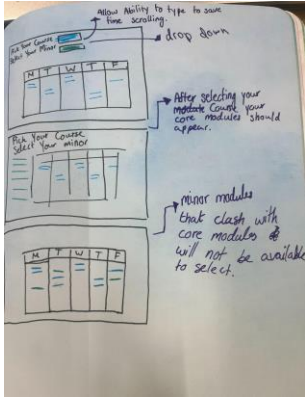 Allow Ability to type to save
time scrolling.
Pick Your Course
Select Your Minor
drop down
M T W T F
After selecting your
module Course your
core modules should
appear.
Pick Your Course
Select Your minor
minor modules
that clash with
core modules
will not be available
to select.
M T W T F